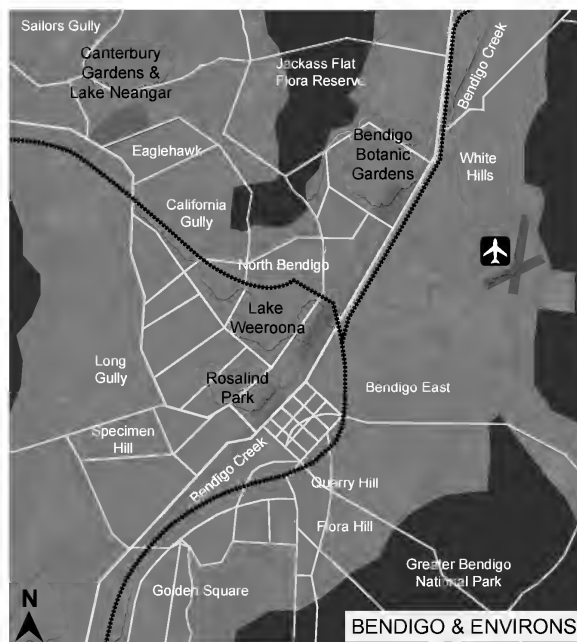 Sailors Gully
Canterbury
Gardens &
Lake Neangar
Jackass Flat
Flora Reserve
Bendigo Creek
Eaglehawk
Bendigo
Botanic
Gardens
White
Hills
California
Gully
North Bendigo
Lake
Weeroona
Long
Gully
Rosalind
Park
Bendigo East
Specimen
Hill
Bendigo Creek
Quarry Hill
Flora Hill
Greater Bendigo
National Park
Golden Square
N
BENDIGO & ENVIRONS